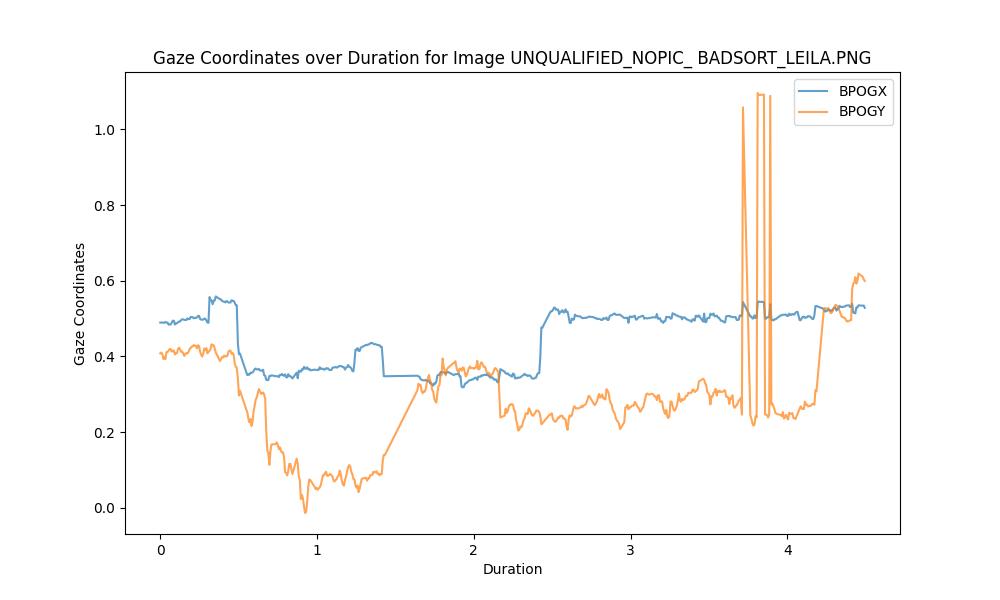 Gaze Coordinates over Duration for Image UNQUALIFIED_NOPIC_ BADSORT_LEILA.PNG
BPOGX
BPOGY
1.0
0.8
0.6
0.4
0.2
0.0
Gaze Coordinates
0 1 2 3 4
Duration